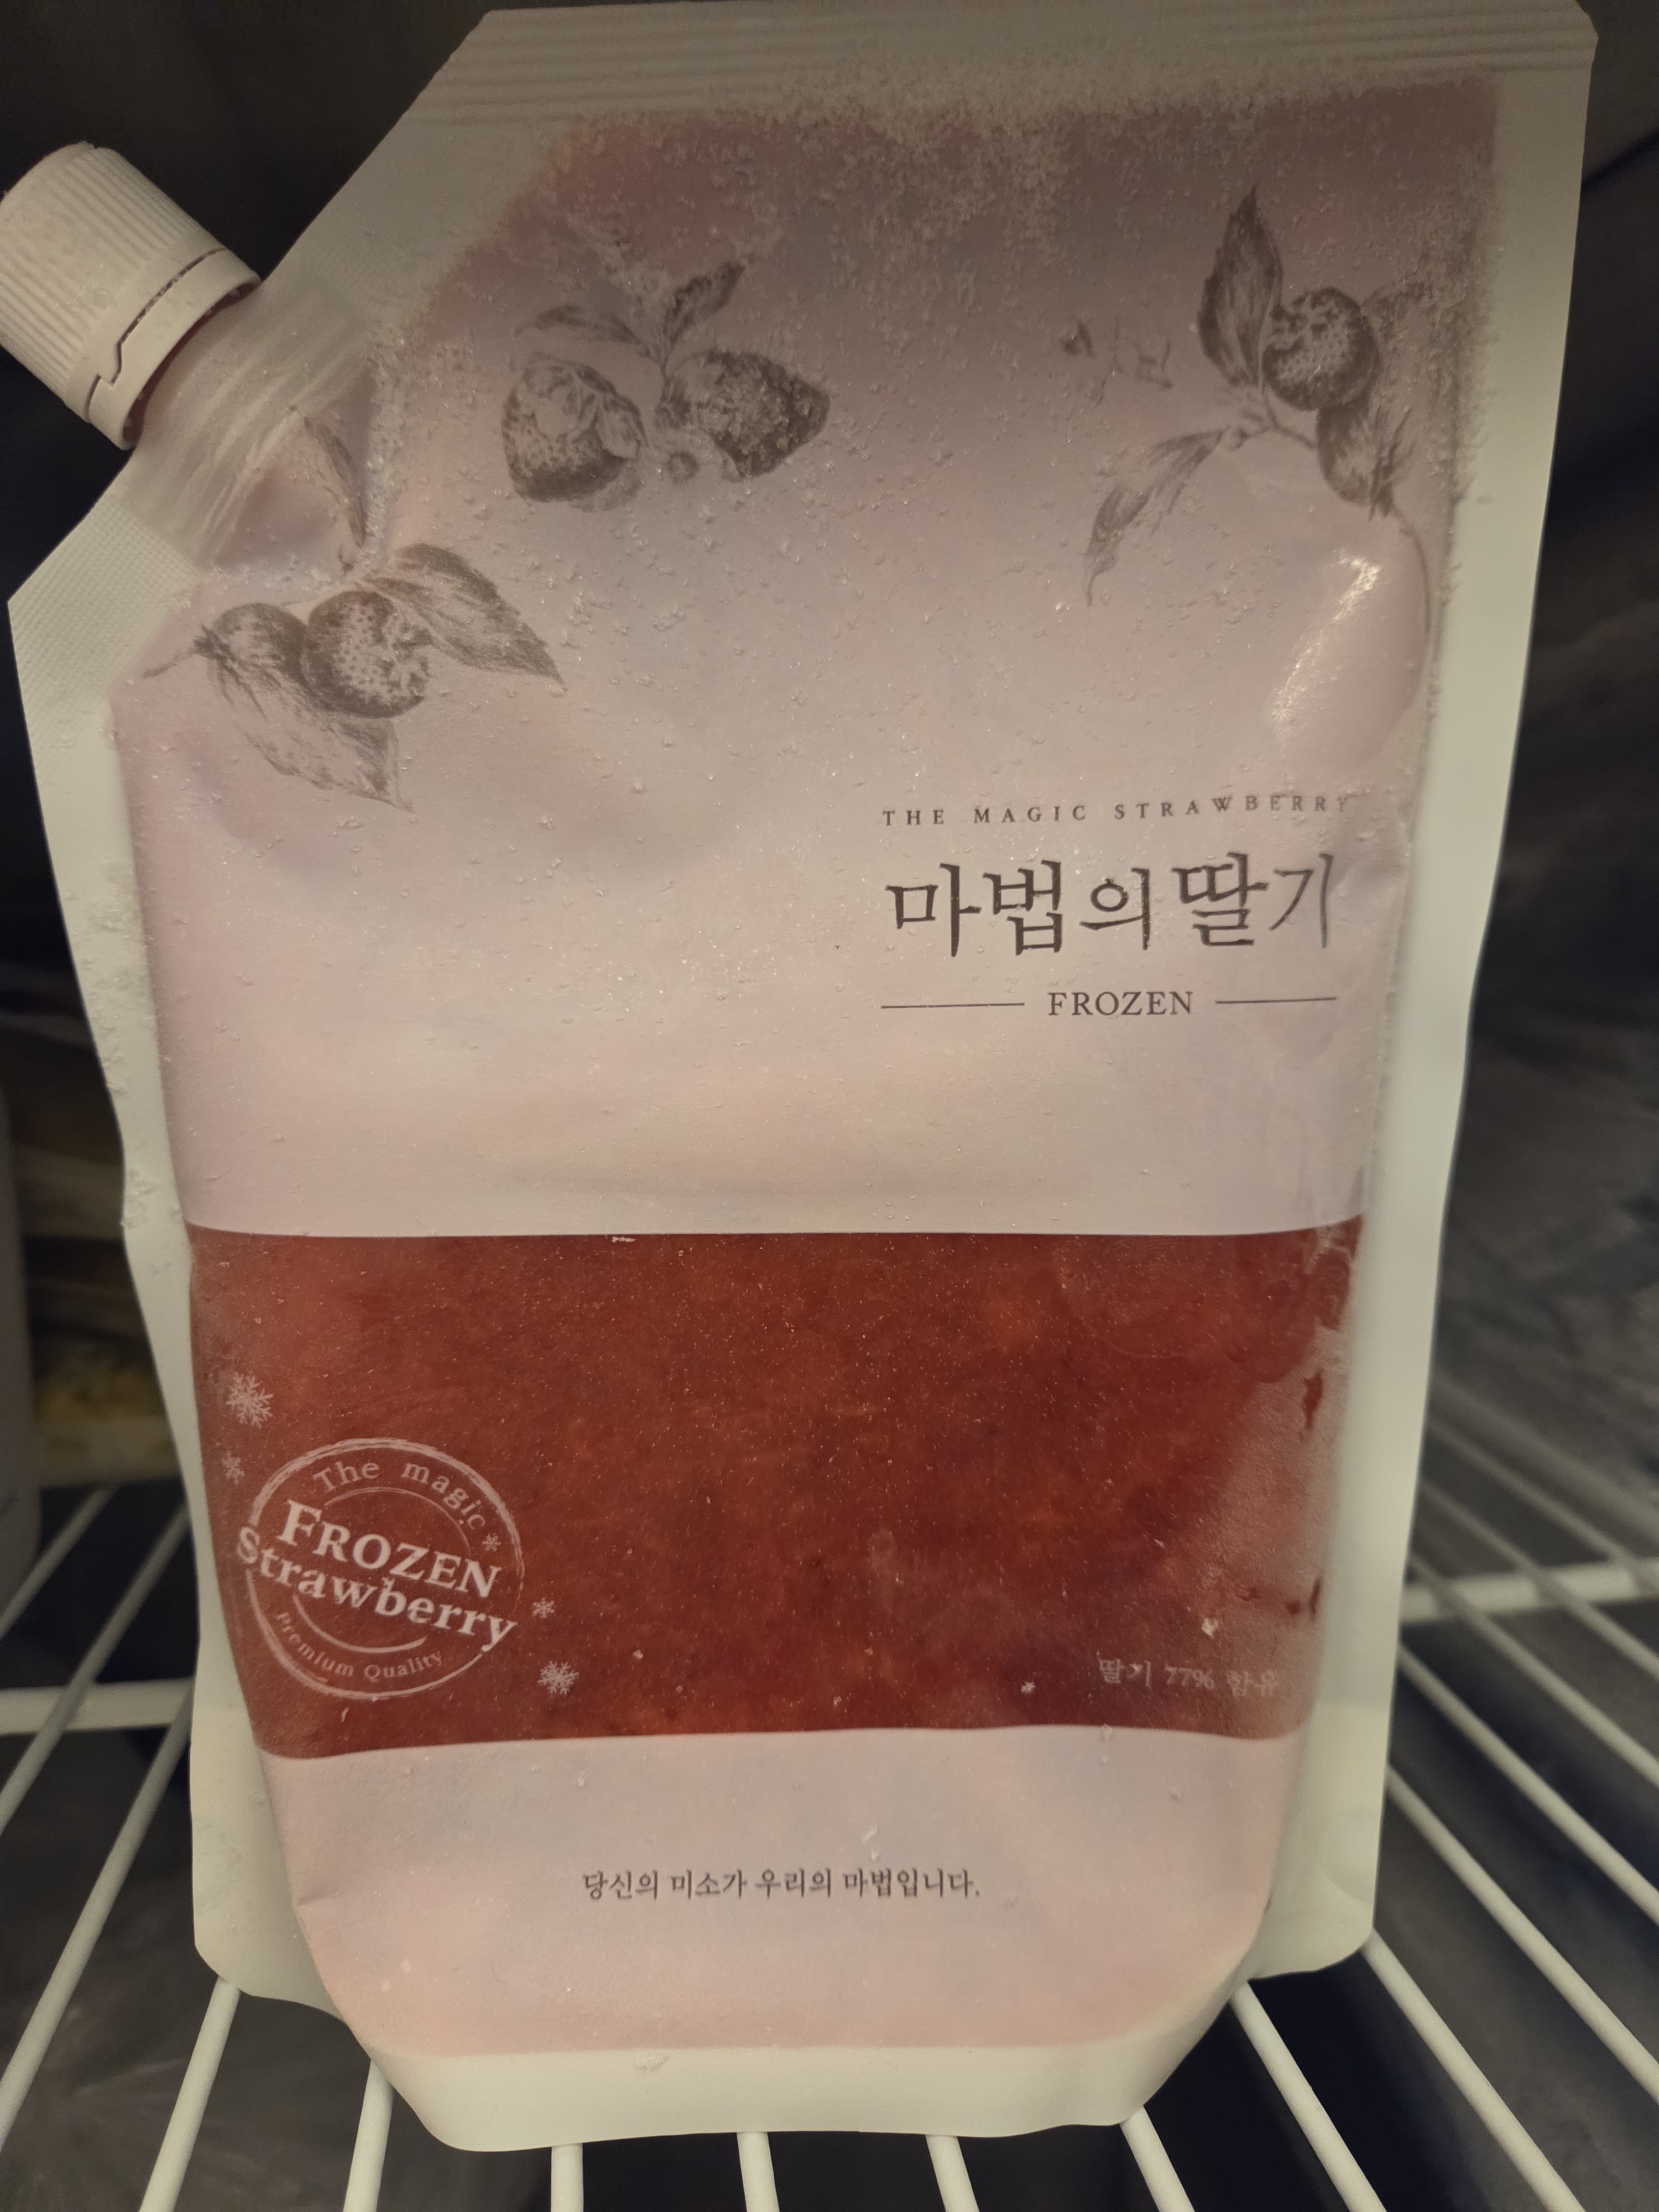 THE MAGIC STRAWBERRY
마법의 딸기
FROZEN
The magic
FROZEN
Strawberry
Premium Quality
딸기 77% 함유
당신의 미소가 우리의 마법입니다.